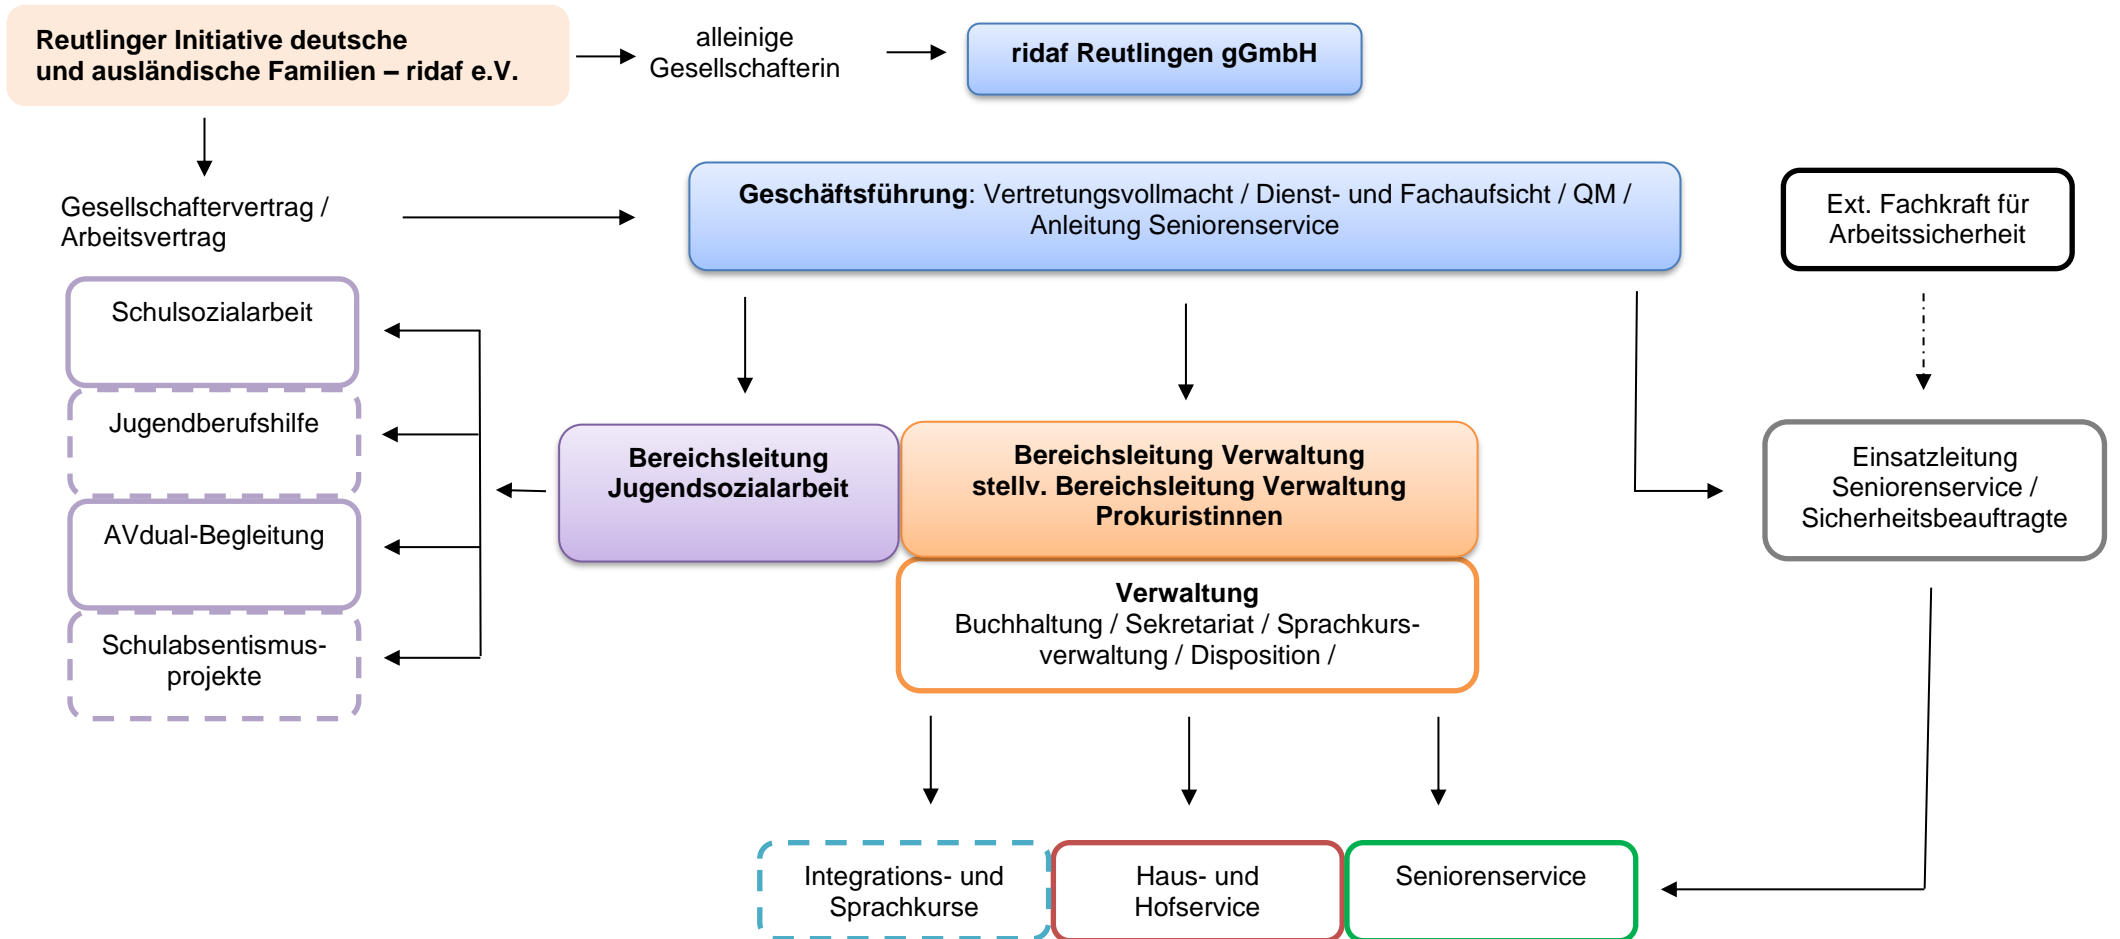 Reutlinger Initiative deutsche
und ausländische Familien – ridaf e.V.
alleinige
Gesellschafterin
ridaf Reutlingen gGmbH
Gesellschaftervertrag /
Arbeitsvertrag
Geschäftsführung: Vertretungsvollmacht / Dienst- und Fachaufsicht / QM /
Anleitung Seniorenservice
Ext. Fachkraft für
Arbeitssicherheit
Schulsozialarbeit
Jugendberufshilfe
AVdual-Begleitung
Schulabsentismus-
projekte
Bereichsleitung
Jugendsozialarbeit
Bereichsleitung Verwaltung
stellv. Bereichsleitung Verwaltung
Prokuristinnen
Einsatzleitung
Seniorenservice /
Sicherheitsbeauftragte
Verwaltung
Buchhaltung / Sekretariat / Sprachkurs-
verwaltung / Disposition /
Integrations- und
Sprachkurse
Haus- und
Hofservice
Seniorenservice